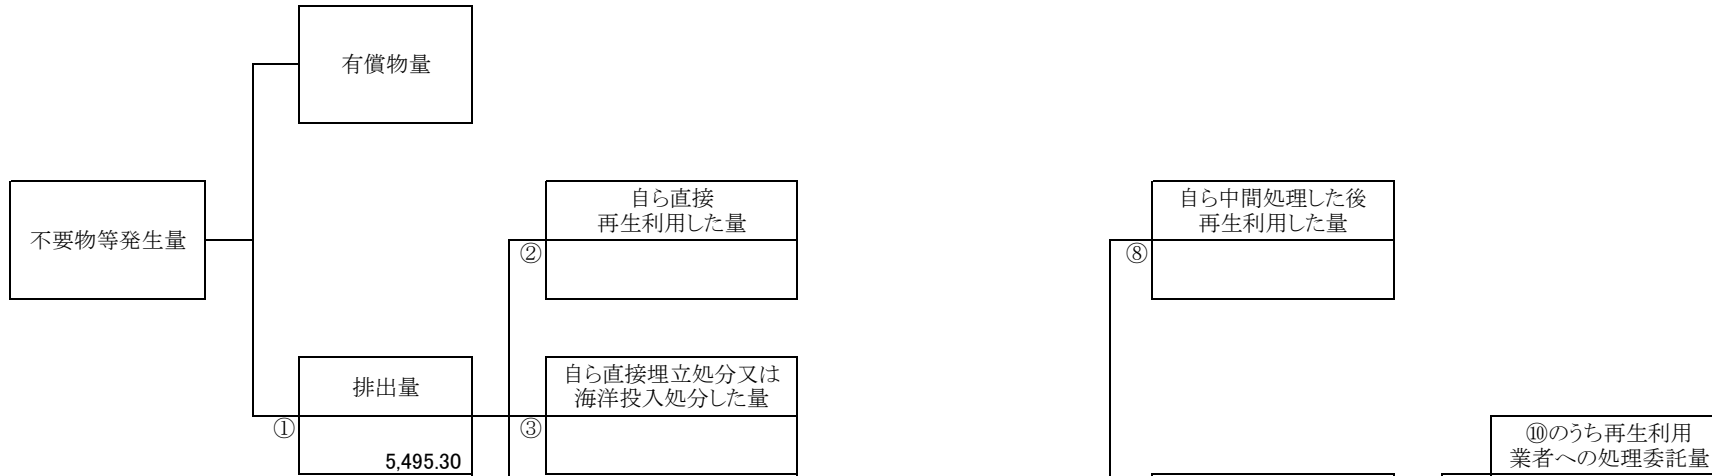 有償物量
不要物等発生量
自ら直接
再生利用した量
②
自ら中間処理した後
再生利用した量
⑧
排出量
①
5,495.30
自ら直接埋立処分又は
海洋投入処分した量
③
⑩のうち再生利用
業者への処理委託量